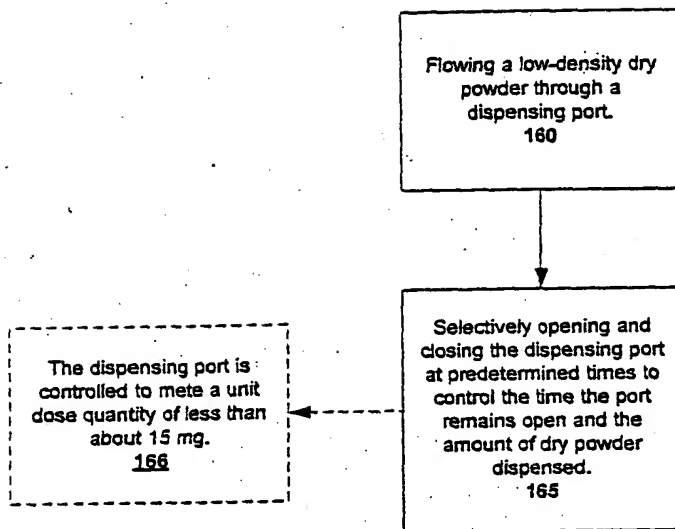 Flowing a low-density dry
powder through a
dispensing port.
160
Selectively opening and
closing the dispensing port
at predetermined times to
control the time the port
remains open and the
amount of dry powder
dispensed.
165
The dispensing port is
controlled to mete a unit
dose quantity of less than
about 15 mg.
166